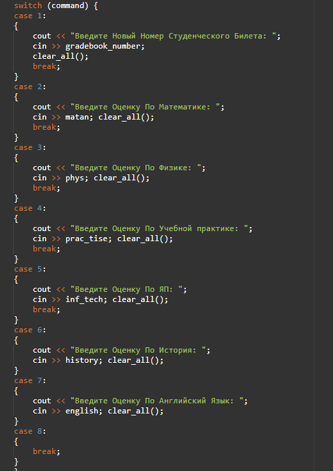 switch (command) {
case 1:
{
cout << "Введите Новый Номер Студенческого Билета: ";
cin >> gradebook_number;
clear_all();
break;
}
case 2:
{
cout << "Введите Оценку По Математике: ";
cin >> matan; clear_all();
break;
}
case 3:
{
cout << "Введите Оценку По Физике: ";
cin >> phys; clear_all();
break;
}
case 4:
{
cout << "Введите Оценку По Учебной практике: ";
cin >> prac_tise; clear_all();
break;
}
case 5:
{
cout << "Введите Оценку По ЯП: ";
cin >> inf_tech; clear_all();
break;
}
case 6:
{
cout << "Введите Оценку По История: ";
cin >> history; clear_all();
}
case 7:
{
cout << "Введите Оценку По Английский Язык: ";
cin >> english; clear_all();
}
case 8:
{
break;
}
}